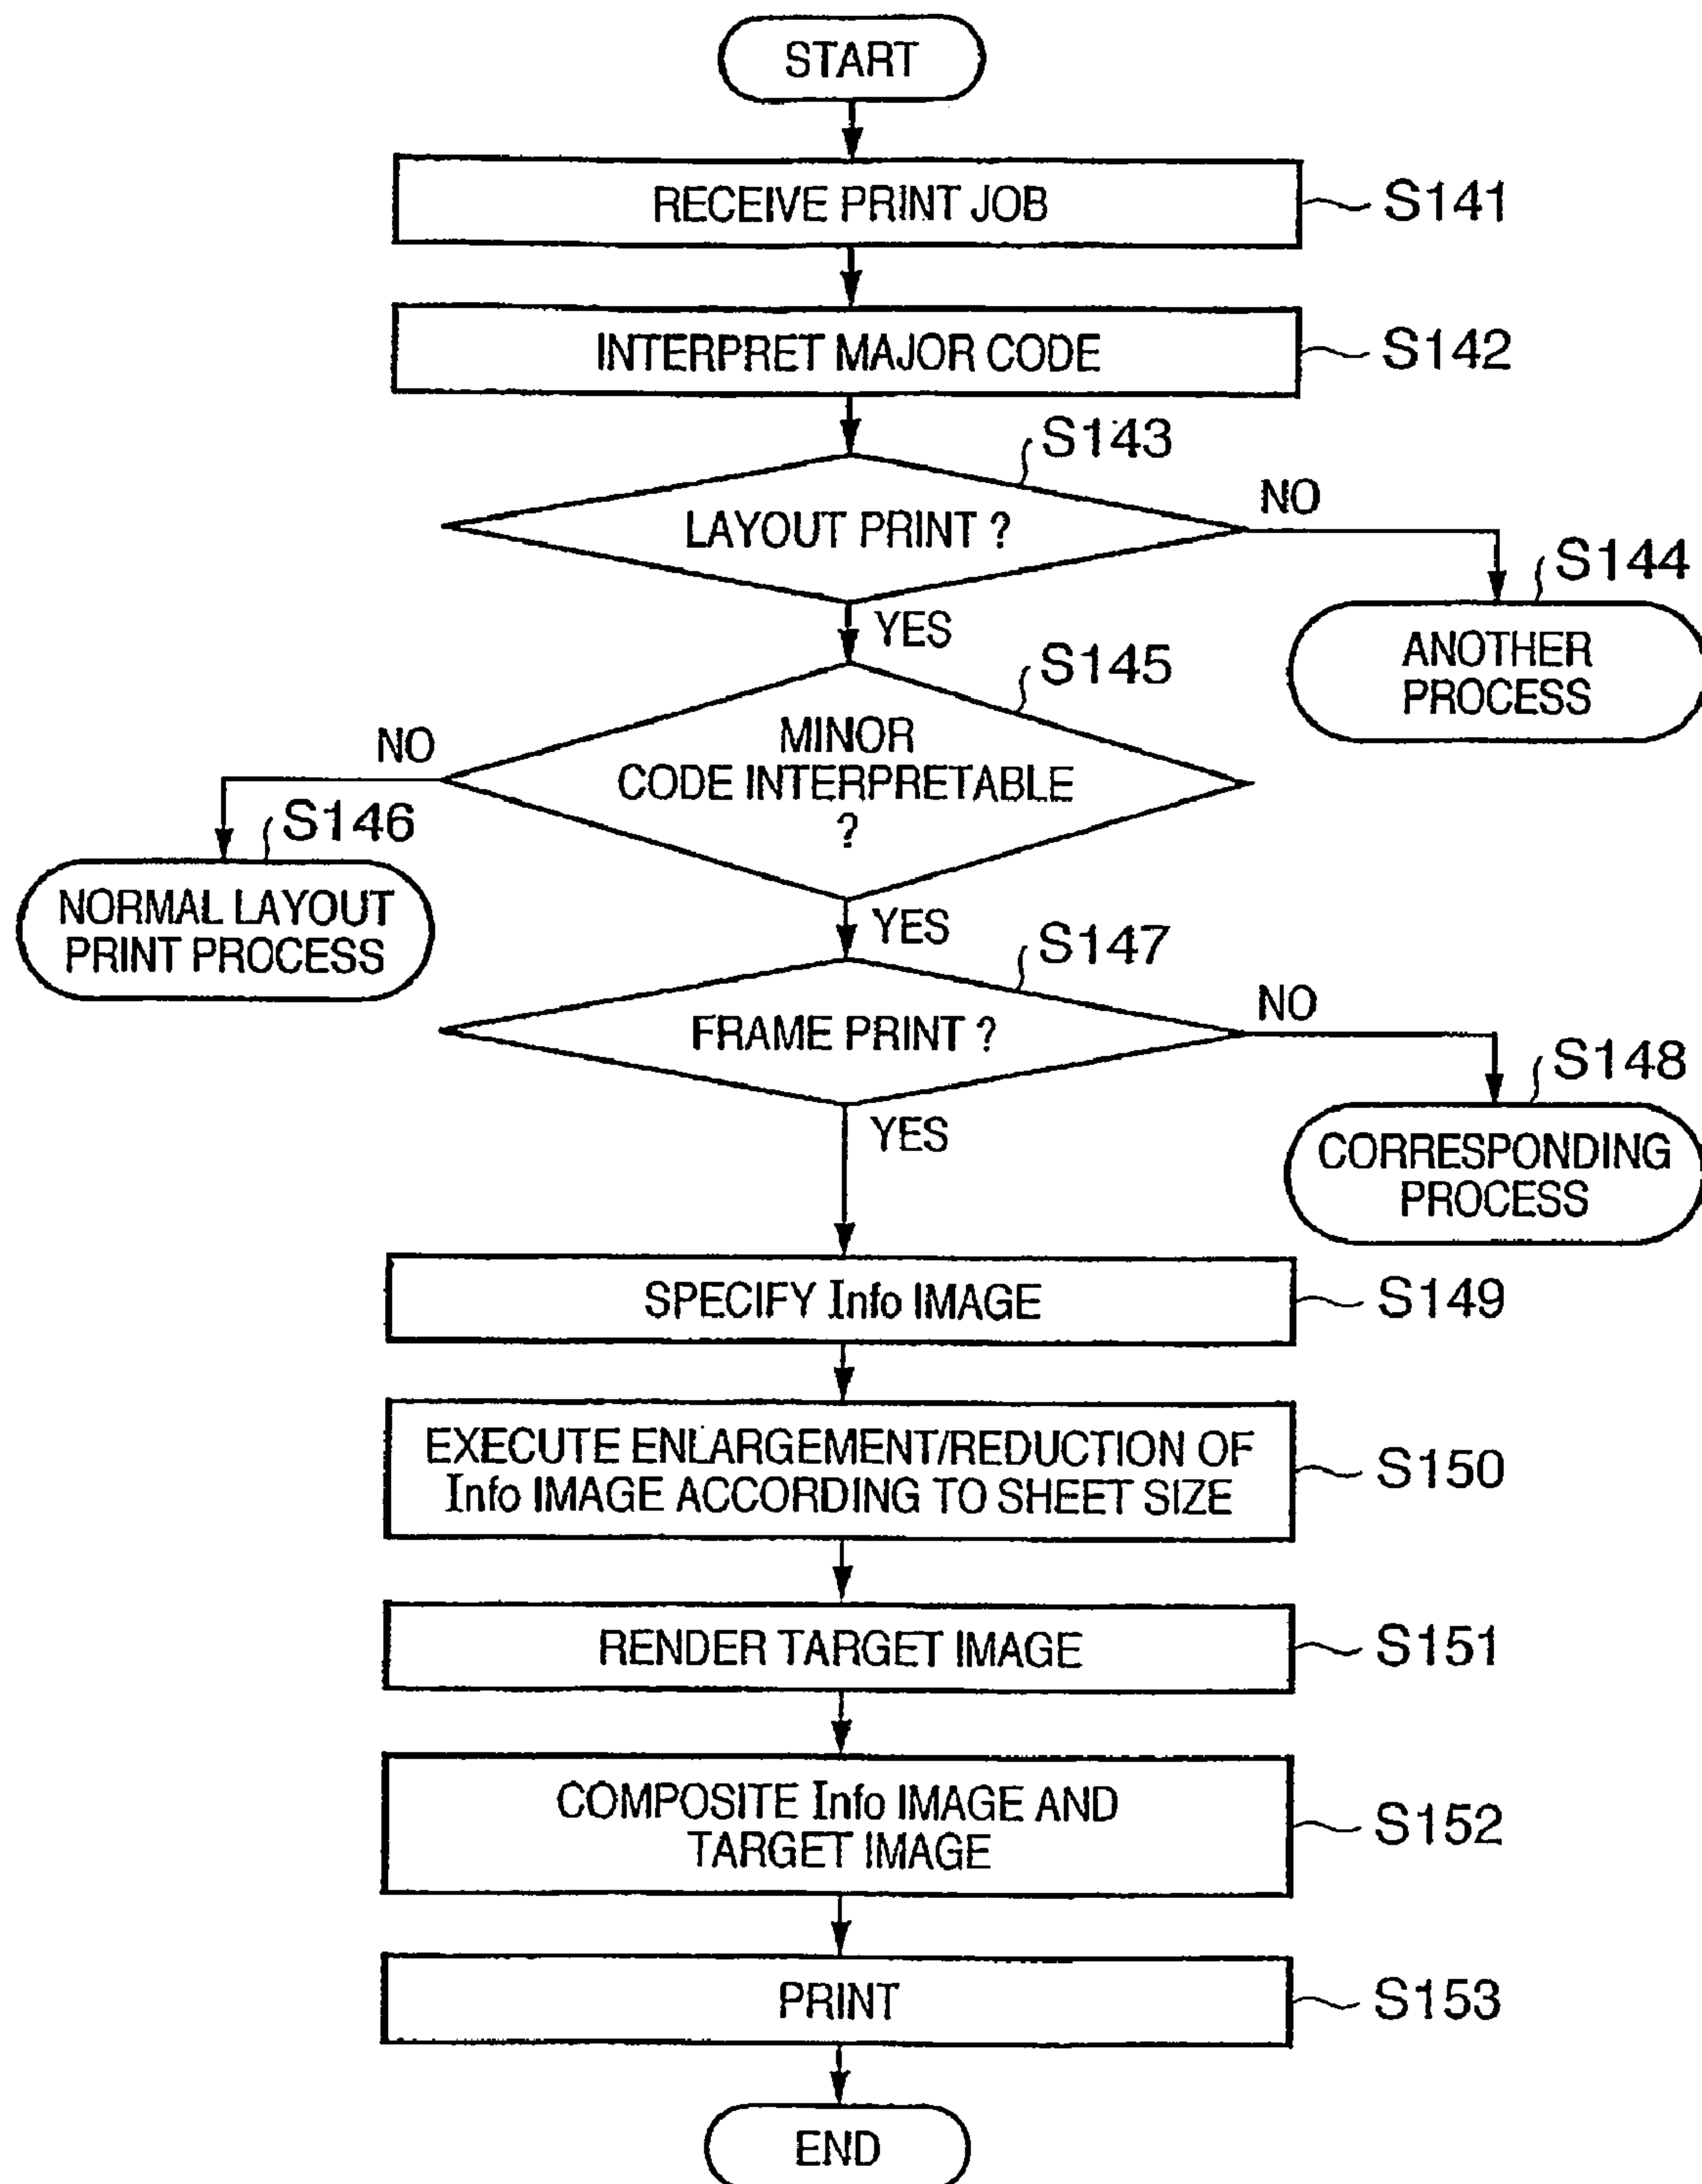 START
RECEIVE PRINT JOB
S141
INTERPRET MAJOR CODE
S142
S143
LAYOUT PRINT ?
NO
S144
ANOTHER
PROCESS
YES
S145
MINOR
CODE INTERPRETABLE
?
NO
S146
NORMAL LAYOUT
PRINT PROCESS
YES
S147
FRAME PRINT ?
NO
S148
CORRESPONDING
PROCESS
YES
SPECIFY Info IMAGE
S149
EXECUTE ENLARGEMENT/REDUCTION OF
Info IMAGE ACCORDING TO SHEET SIZE
S150
RENDER TARGET IMAGE
S151
COMPOSITE Info IMAGE AND
TARGET IMAGE
S152
PRINT
S153
END